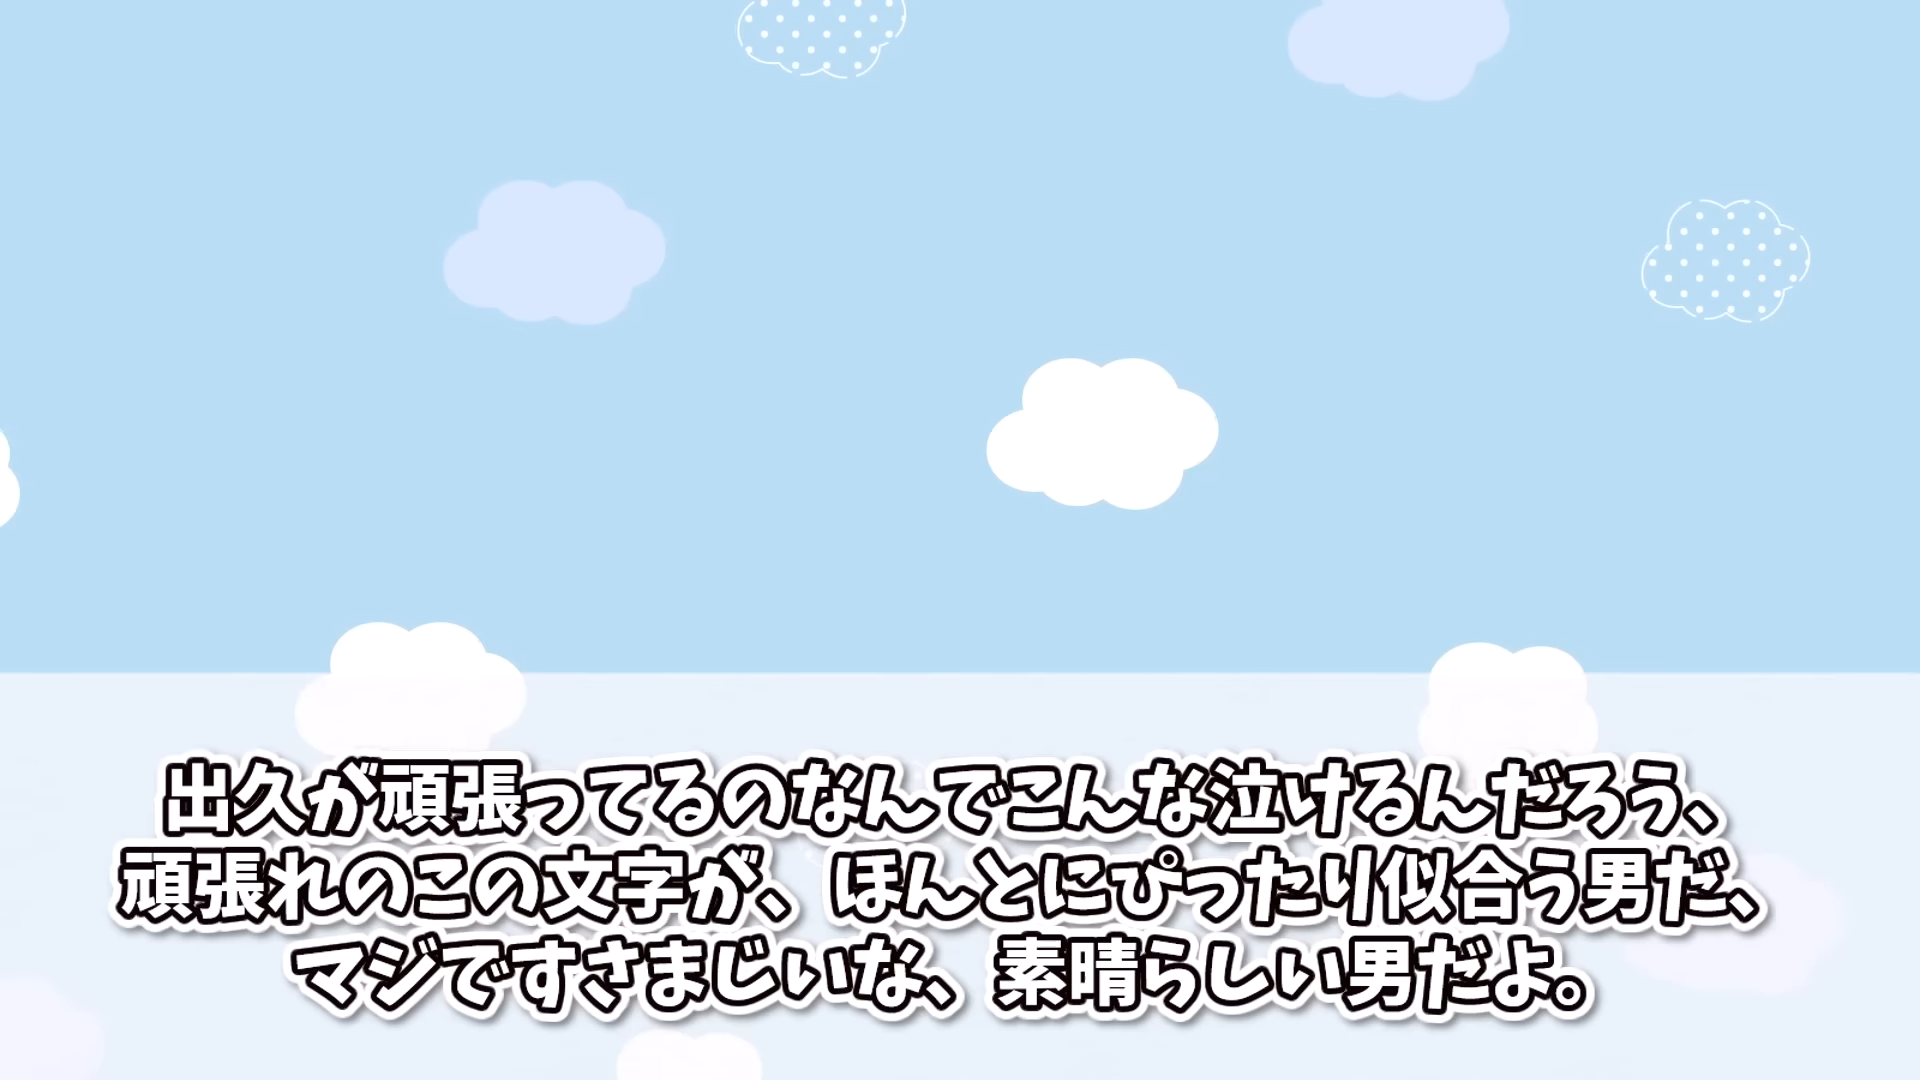 出久が頑張ってるのなんでこんな泣けるんだろう、
頑張れのこの文字が、ほんとにぴったり似合う男だ、
マジですさまじいな、素晴らしい男だよ。